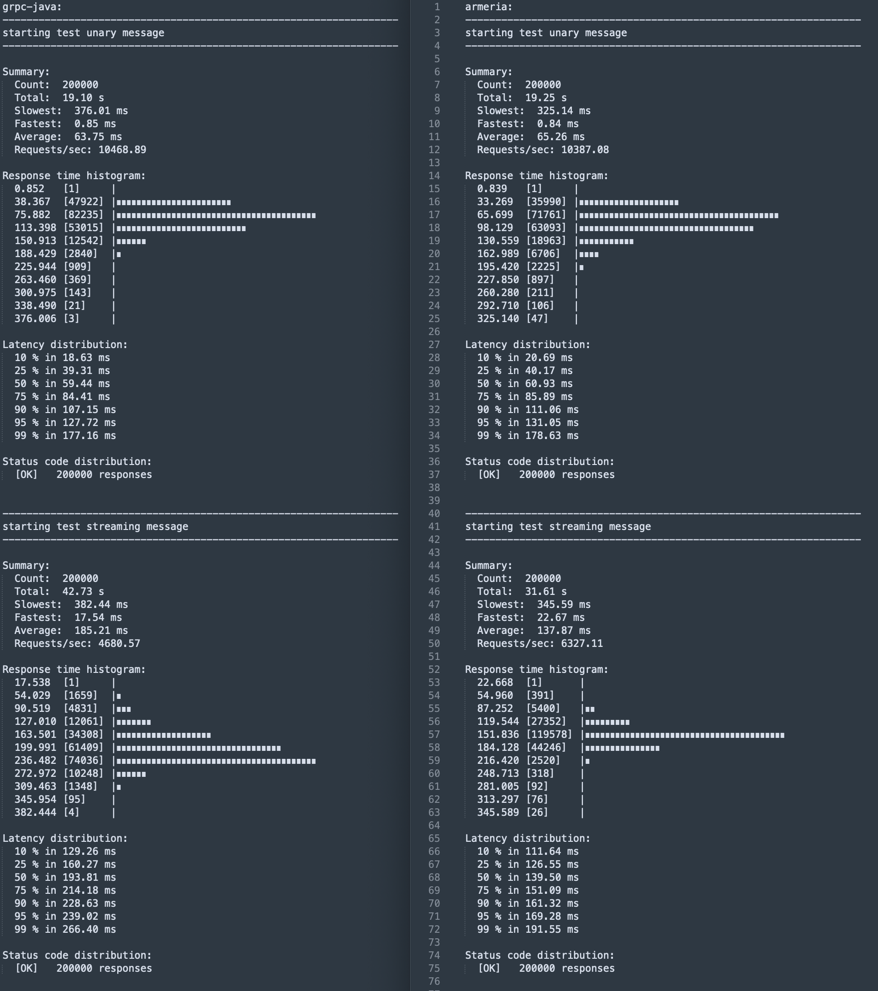 grpc-java:
----------------------------------------------------------------
starting test unary message
----------------------------------------------------------------
Summary:
Count: 200000
Total: 19.10 s
Slowest: 376.01 ms
Fastest: 0.85 ms
Average: 63.75 ms
Requests/sec: 10468.89
Response time histogram:
0.852 [1] |
38.367 [47922] |
75.882 [82235] |
113.398 [53015] |
150.913 [12542] |
188.429 [2840] |
225.944 [909] |
263.460 [369] |
300.975 [143] |
338.490 [21] |
376.006 [3] |
Latency distribution:
10 % in 18.63 ms
25 % in 39.31 ms
50 % in 59.44 ms
75 % in 84.41 ms
90 % in 107.15 ms
95 % in 127.72 ms
99 % in 177.16 ms
Status code distribution:
[OK] 200000 responses
----------------------------------------------------------------
starting test streaming message
----------------------------------------------------------------
Summary:
Count: 200000
Total: 42.73 s
Slowest: 382.44 ms
Fastest: 17.54 ms
Average: 185.21 ms
Requests/sec: 4680.57
Response time histogram:
17.538 [1] |
54.029 [1659] |
90.519 [4831] |
127.010 [12061] |
163.501 [34308] |
199.991 [61409] |
236.482 [74036] |
272.972 [10248] |
309.463 [1348] |
345.954 [95] |
382.444 [4] |
Latency distribution:
10 % in 129.26 ms
25 % in 160.27 ms
50 % in 193.81 ms
75 % in 214.18 ms
90 % in 228.63 ms
95 % in 239.02 ms
99 % in 266.40 ms
Status code distribution:
[OK] 200000 responses
1 armeria:
2 ----------------------------------------------------------------
3 starting test unary message
4 ----------------------------------------------------------------
5
6 Summary:
7 Count: 200000
8 Total: 19.25 s
9 Slowest: 325.14 ms
10 Fastest: 0.84 ms
11 Average: 65.26 ms
12 Requests/sec: 10387.08
13
14 Response time histogram:
15 0.839 [1] |
16 33.269 [35990] |
17 65.699 [71761] |
18 98.129 [63093] |
19 130.559 [18963] |
20 162.989 [6706] |
21 195.420 [2225] |
22 227.850 [897] |
23 260.280 [211] |
24 292.710 [106] |
25 325.140 [47] |
26
27 Latency distribution:
28 10 % in 20.69 ms
29 25 % in 40.17 ms
30 50 % in 60.93 ms
31 75 % in 85.89 ms
32 90 % in 111.06 ms
33 95 % in 131.05 ms
34 99 % in 178.63 ms
35
36 Status code distribution:
37 [OK] 200000 responses
38
39
40 ----------------------------------------------------------------
41 starting test streaming message
42 ----------------------------------------------------------------
43
44 Summary:
45 Count: 200000
46 Total: 31.61 s
47 Slowest: 345.59 ms
48 Fastest: 22.67 ms
49 Average: 137.87 ms
50 Requests/sec: 6327.11
51
52 Response time histogram:
53 22.668 [1] |
54 54.960 [391] |
55 87.252 [5400] |
56 119.544 [27352] |
57 151.836 [119578] |
58 184.128 [44246] |
59 216.420 [2520] |
60 248.713 [318] |
61 281.005 [92] |
62 313.297 [76] |
63 345.589 [26] |
64
65 Latency distribution:
66 10 % in 111.64 ms
67 25 % in 126.55 ms
68 50 % in 139.50 ms
69 75 % in 151.09 ms
70 90 % in 161.32 ms
71 95 % in 169.28 ms
72 99 % in 191.55 ms
73
74 Status code distribution:
75 [OK] 200000 responses
76